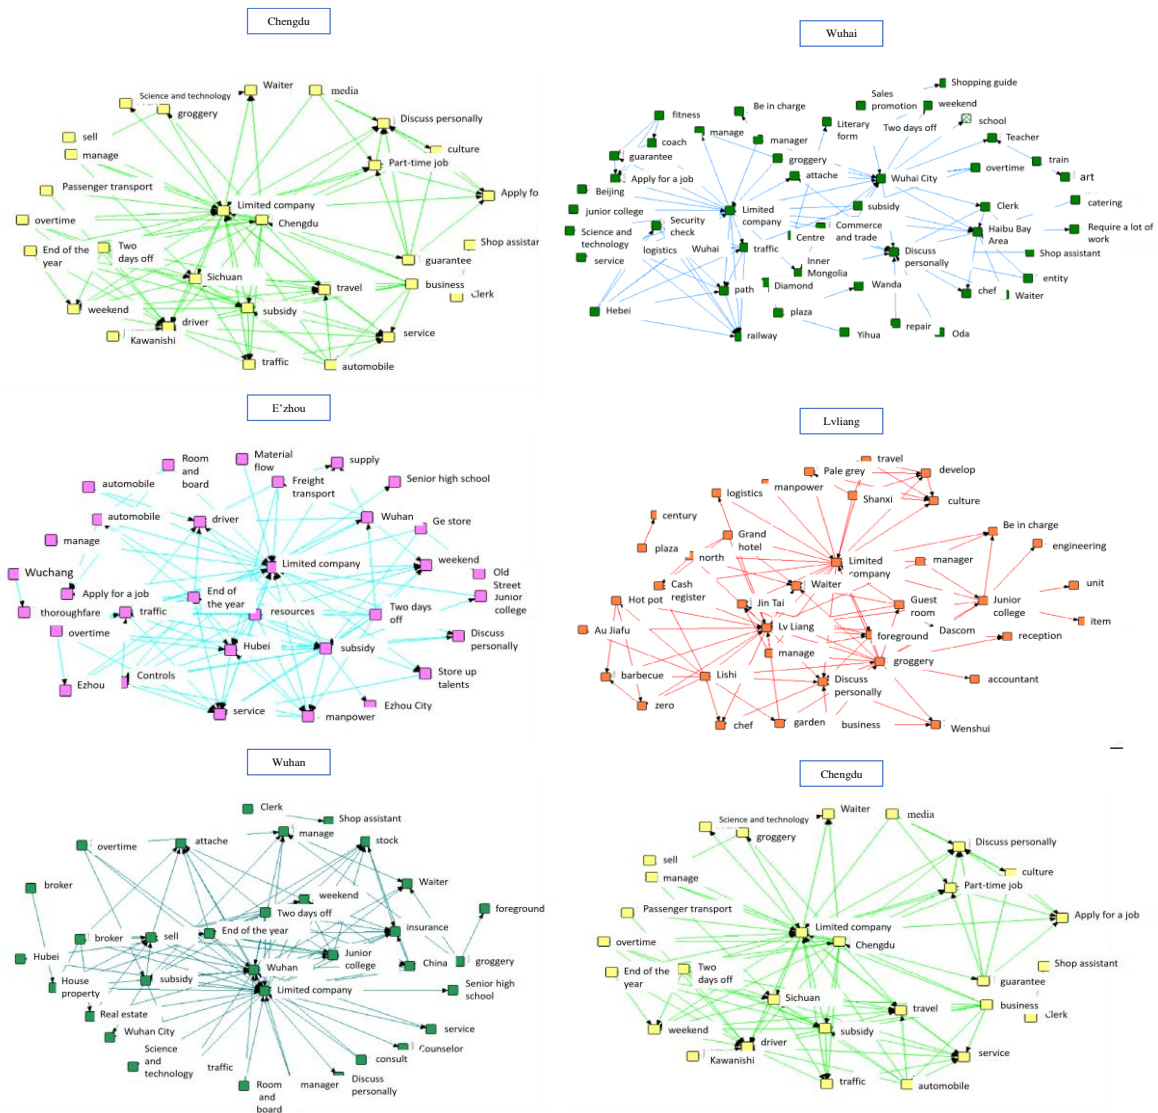 Chengdu
Waiter
media
Science and technology
groggery
Discuss personally
sell
culture
manage
Part-time job
Passenger transport
Apply fo
Limited company
overtime
Chengdu
End of the
year
Two
days off
Shop assistar
guarantee
Sichuan
travel
business
Clerk
weekend
subsidy
driver
Kawanishi
service
traffic
automobile
Wuhai
Shopping guide
Sales
promotion
weekend
fitness
Be in charge
school
manage
Literary
form
Two days off
Teacher
coach
manager
guarantee
groggery
train
overtime
Apply for a job
attache
Wuhai City
art
Beijing
catering
junior college
Limited
company
subsidy
Clerk
Science and
technology
Security
check
Commerce
and trade
Haibu Bay
Area
Require a lot of
work
service
logistics
Wuhai
traffic
Centre
Discuss
personally
Shop assistant
Inner
Mongolia
entity
path
Diamond
Wanda
chef
Waiter
Hebei
plaza
railway
Yihua
repair
Oda
E'zhou
Room
and
board
Material
flow
supply
automobile
Freight
transport
Senior high school
automobile
driver
Wuhan
Ge store
manage
Limited company
weekend
Wuchang
Old
Street
Junior
college
Apply for a job
End of
the year
thoroughfare
traffic
resources
Two days
off
overtime
Discuss
personally
Hubei
subsidy
Ezhou
Controls
Store up
talents
service
manpower
Ezhou City
Lvliang
travel
Pale grey
develop
logistics
manpower
Shanxi
culture
century
Be in charge
Grand
hotel
engineering
plaza
north
Limited
company
manager
Cash
register
Waiter
unit
Hot pot
Jin Tai
Guest
room
Junior
college
item
Au Jiafu
Lv Liang
foreground
Dascom
reception
manage
groggery
barbecue
Lishi
Discuss
personally
accountant
zero
chef
garden
business
Wenshui
Wuhan
Clerk
Shop assistant
manage
overtime
attache
stock
broker
Waiter
weekend
foreground
Two days off
broker
sell
End of the year
insurance
Hubei
Junior
college
China
groggery
Wuhan
House
property
subsidy
Limited company
Senior high
school
Real estate
Wuhan City
service
Science
and
technology
traffic
Counselor
consult
Room
and
board
manager
Discuss
personally
Chengdu
Waiter
media
Science and technology
groggery
Discuss personally
sell
culture
manage
Part-time job
Passenger transport
Apply for a job
Limited company
overtime
Chengdu
End of the
year
Two
days off
Shop assistant
guarantee
Sichuan
travel
business
Clerk
weekend
subsidy
driver
Kawanishi
service
traffic
automobile